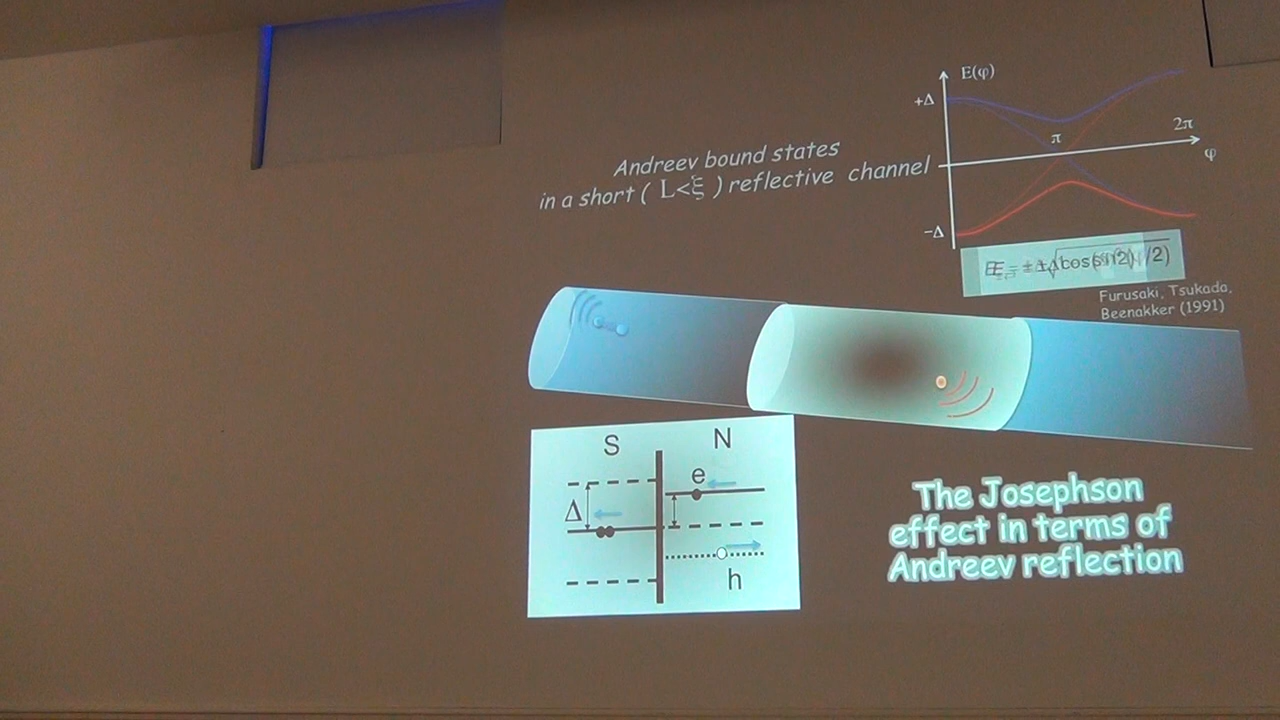 E(φ)
+Δ
π
2π
φ
−Δ
Andreev bound states
in a short ( L<ξ ) reflective channel
Furusaki, Tsukada,
Beenakker (1991)
S N
e
Δ
h
The Josephson
effect in terms of
Andreev reflection